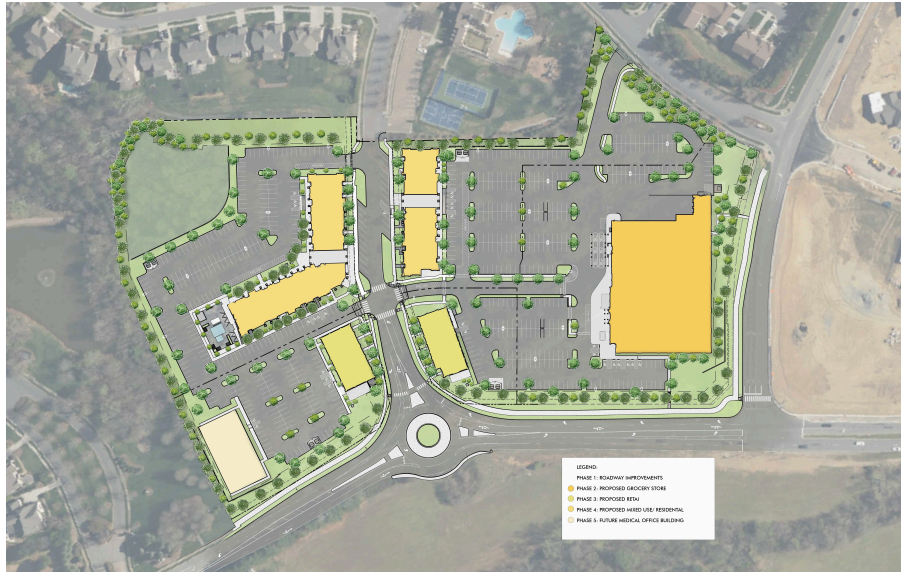 LEGEND:
PHASE 1: ROADWAY IMPROVEMENTS
PHASE 2: PROPOSED GROCERY STORE
PHASE 3: PROPOSED RETAI
PHASE 4: PROPOSED MIXED USE/ RESIDENTAL
PHASE 5: FUTURE MEDICAL OFFICE BUILDING